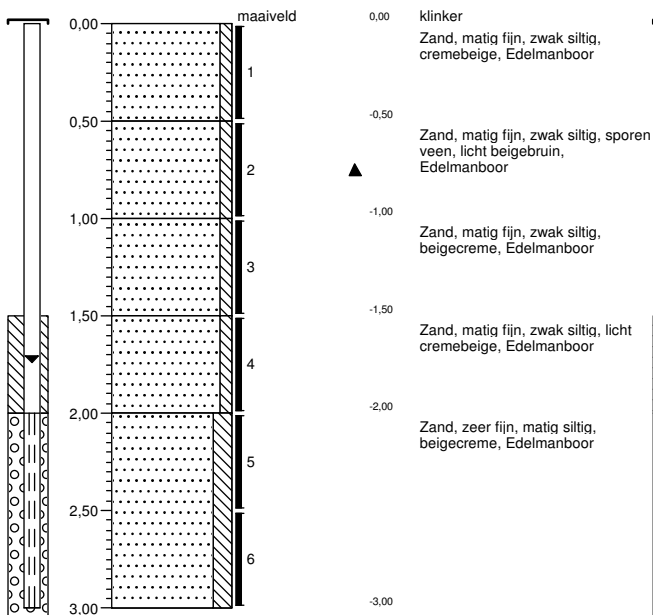 maaiveld
0,00
0,50
1,00
1,50
2,00
2,50
3,00
1
2
3
4
5
6
0,00
klinker
Zand, matig fijn, zwak siltig,
cremebeige, Edelmanboor
-0,50
Zand, matig fijn, zwak siltig, sporen
veen, licht beigebruin,
Edelmanboor
-1,00
Zand, matig fijn, zwak siltig,
beigecreme, Edelmanboor
-1,50
Zand, matig fijn, zwak siltig, licht
cremebeige, Edelmanboor
-2,00
Zand, zeer fijn, matig siltig,
beigecreme, Edelmanboor
-3,00